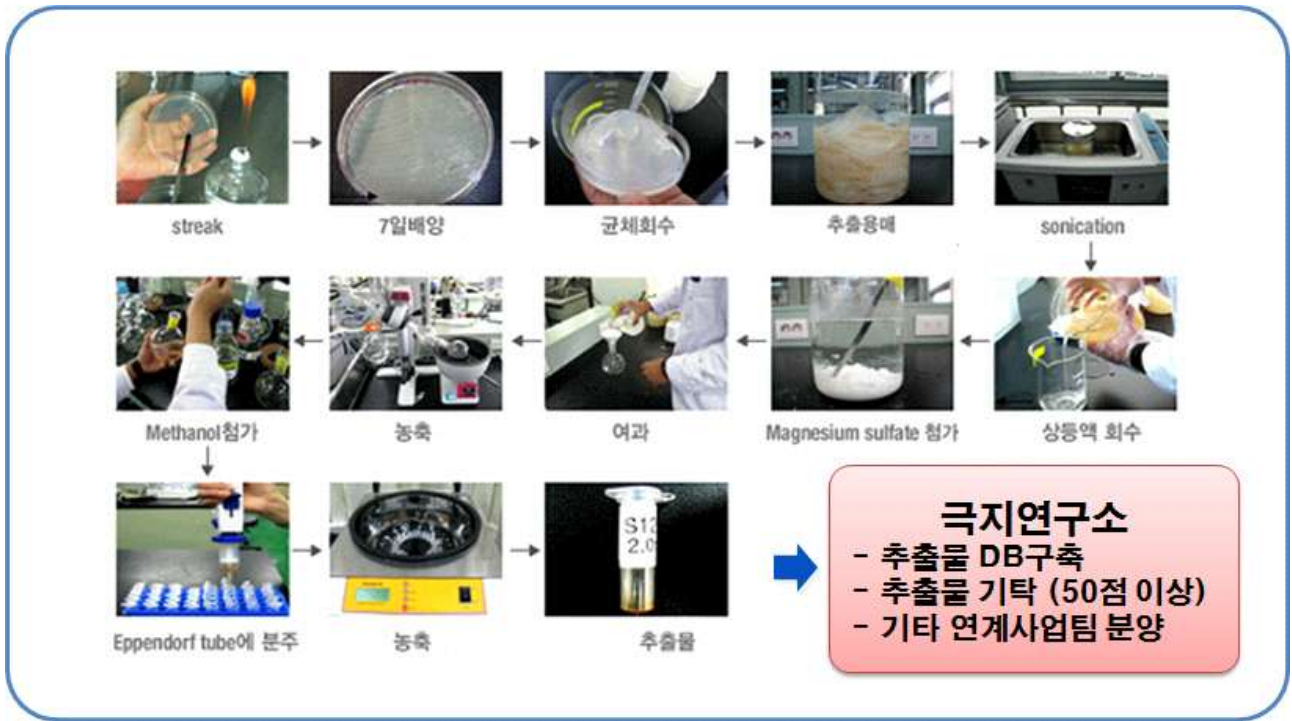 streak
7일배양
균체회수
추출용매
sonication
Methanol첨가
농축
여과
Magnesium sulfate 첨가
상등액 회수
S12
2.0
Eppendorf tube에 분주
농축
추출물
극지연구소
- 추출물 DB구축
- 추출물 기탁 (50점 이상)
- 기타 연계사업팀 분양